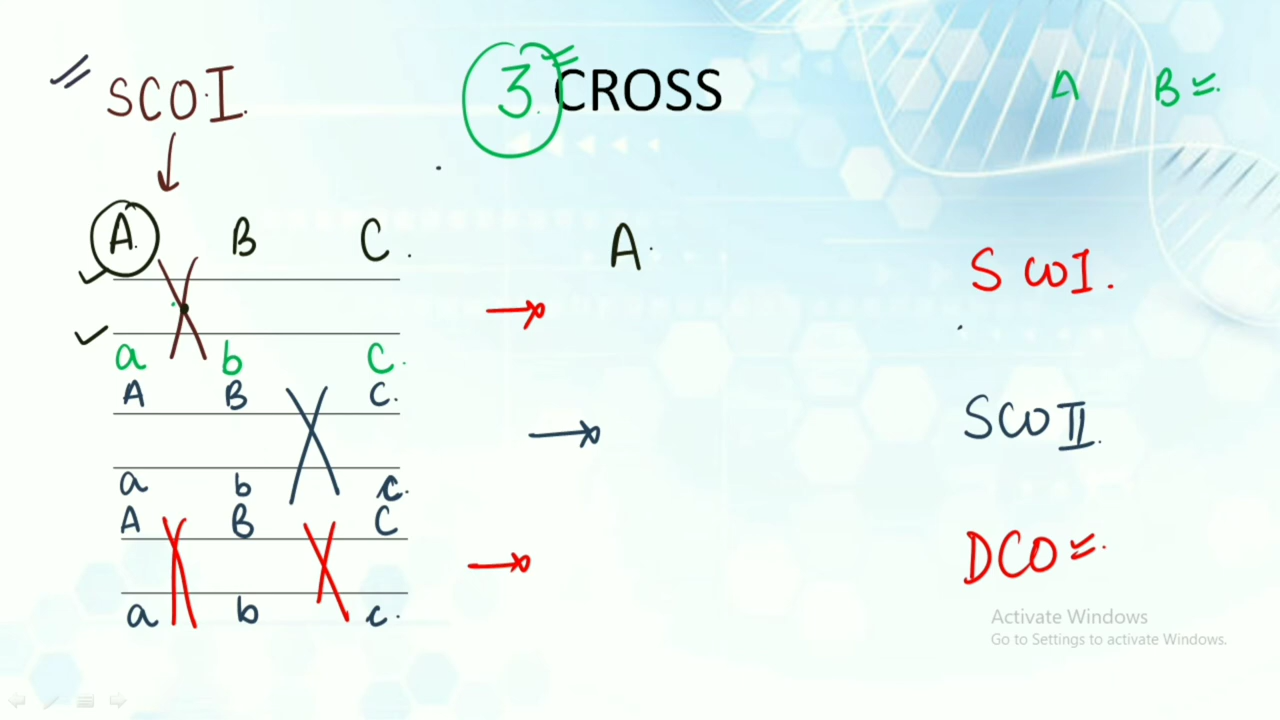 SCO I.
3 CROSS
A B
A. B C.
A.
S CO I.
a b C.
A B C.
SCO II.
a b c.
A B C
DCO
a b c.
Activate Windows
Go to Settings to activate Windows.